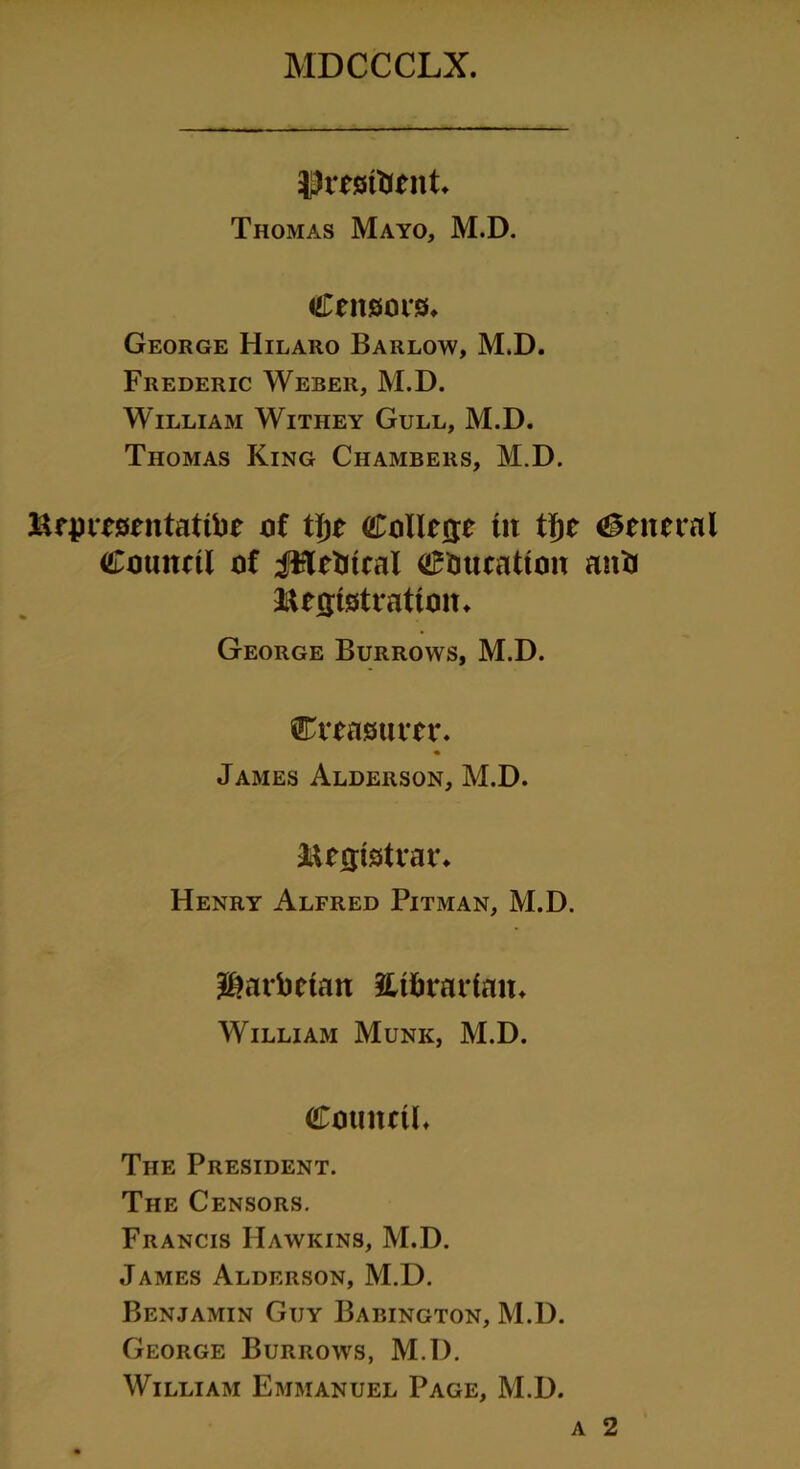 MDCCCLX.
President.
Thomas Mayo, M.D.
Censors.
George Hilaro Barlow, M.D.
Frederic Weber, M.D.
William Withey Gull, M.D.
Thomas King Chambers, M.D.
Representative of the College in the General
Council of Medical Education and
Registration.
George Burrows, M.D.
Treasurer.
James Alderson, M.D.
Registrar.
Henry Alfred Pitman, M.D.
Harveian Librarian.
William Munk, M.D.
Council.
The President.
The Censors.
Francis Hawkins, M.D.
James Alderson, M.D.
Benjamin Guy Babington, M.D.
George Burrows, M.D.
William Emmanuel Page, M.D.
A 2